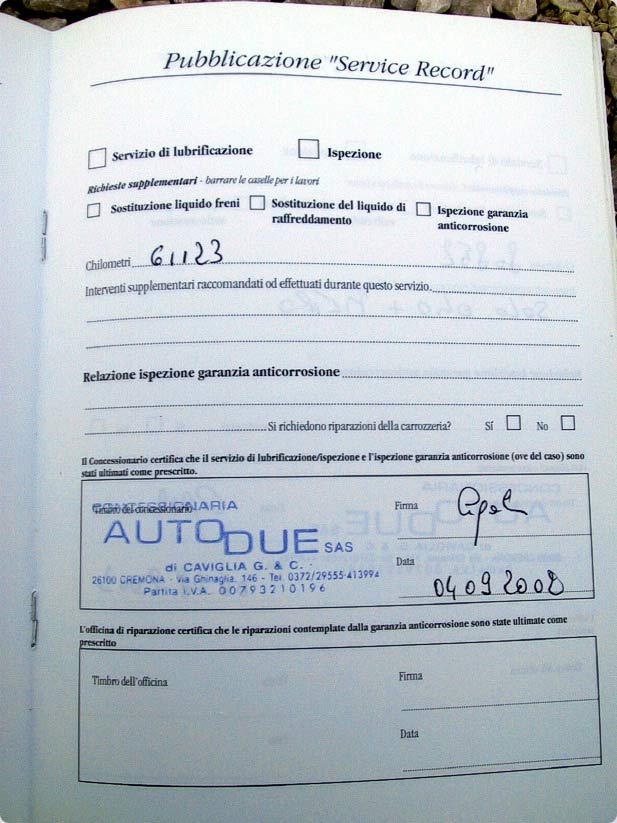 Pubblicazione "Service Record"
Servizio di lubrificazione
Ispezione
Richieste supplementari - barrare le caselle per i lavori
Sostituzione liquido freni
Sostituzione del liquido di raffreddamento
Ispezione garanzia anticorrosione
Chilometri 61123
Interventi supplementari raccomandati od effettuati durante questo servizio.
Relazione ispezione garanzia anticorrosione
Si richiedono riparazioni della carrozzeria? Sí No
Il Concessionario certifica che il servizio di lubrificazione/ispezione e l'ispezione garanzia anticorrosione (ove del caso) sono
stati ultimati come prescritto.
Timbro del concessionario
CONCESSIONARIA
AUTODUE SAS
di CAVIGLIA G. & C.
26100 CREMONA - Via Ghinaglia, 146 - Tel. 0372/29555-413994
Partita I.V.A. 00793210196
Firma
Data
04 09 2008
L'officina di riparazione certifica che le riparazioni contemplate dalla garanzia anticorrosione sono state ultimate come
prescritto
Timbro dell'officina
Firma
Data